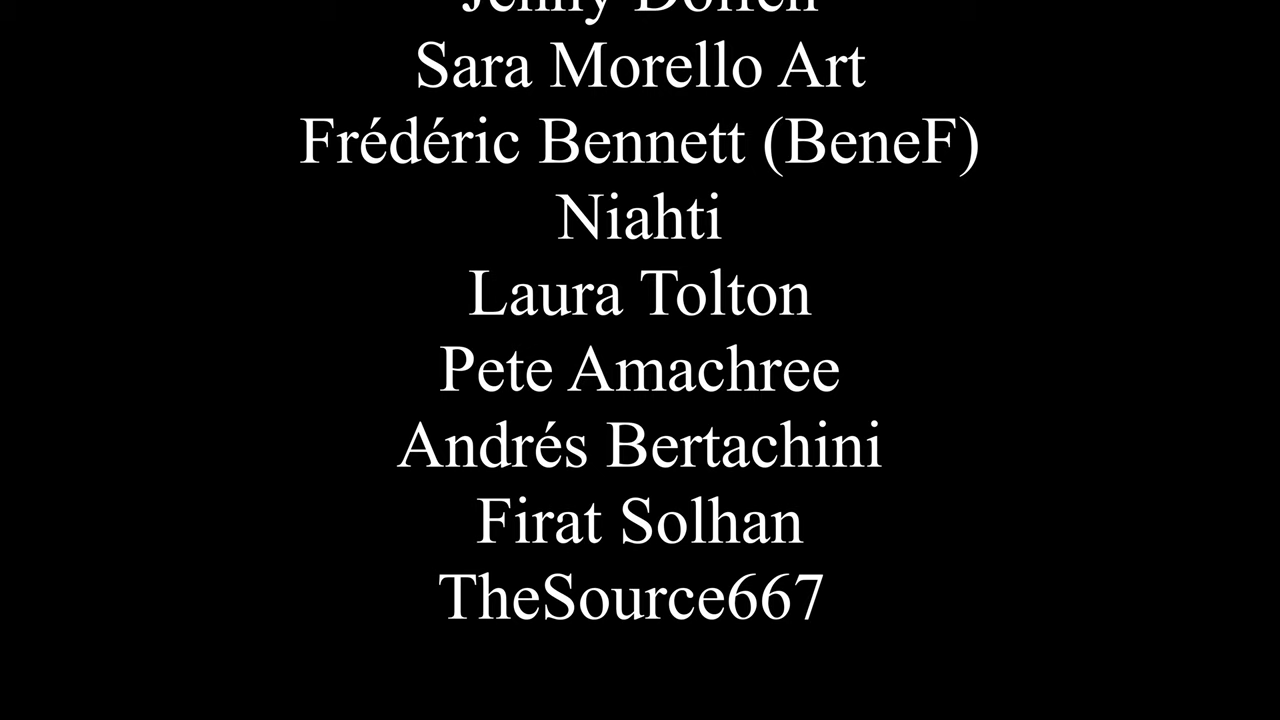 Sara Morello Art
Frédéric Bennett (BeneF)
Niahti
Laura Tolton
Pete Amachree
Andrés Bertachini
Firat Solhan
TheSource667